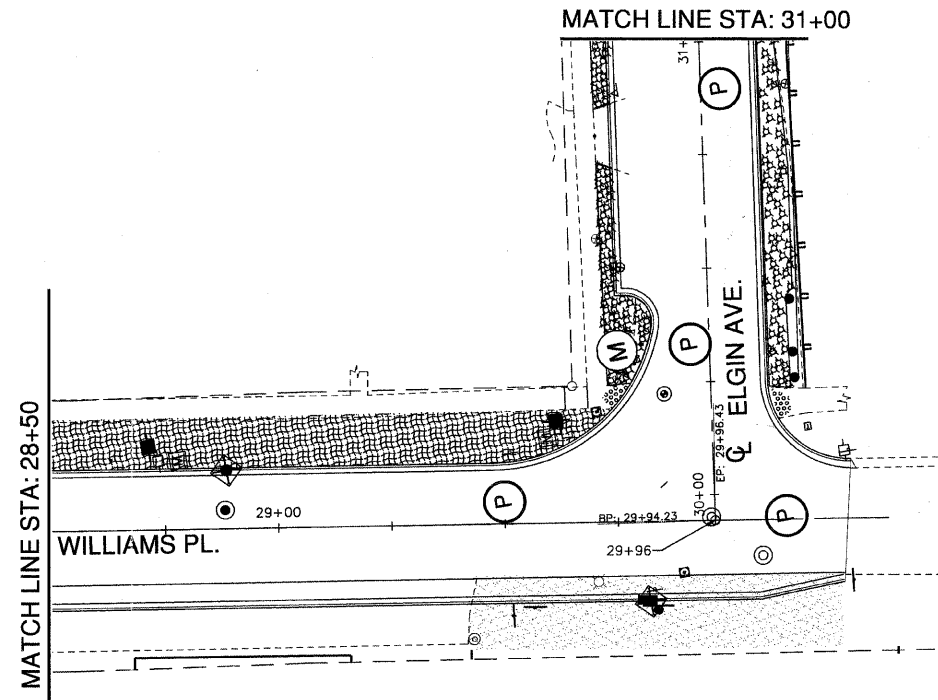 MATCH LINE STA: 31+00
31+
P
ELGIN AVE.
CL
M
P
EP: 29+96.43
MATCH LINE STA: 28+50
30+00
P
29+00
BP: 29+94.23
P
WILLIAMS PL.
29+96